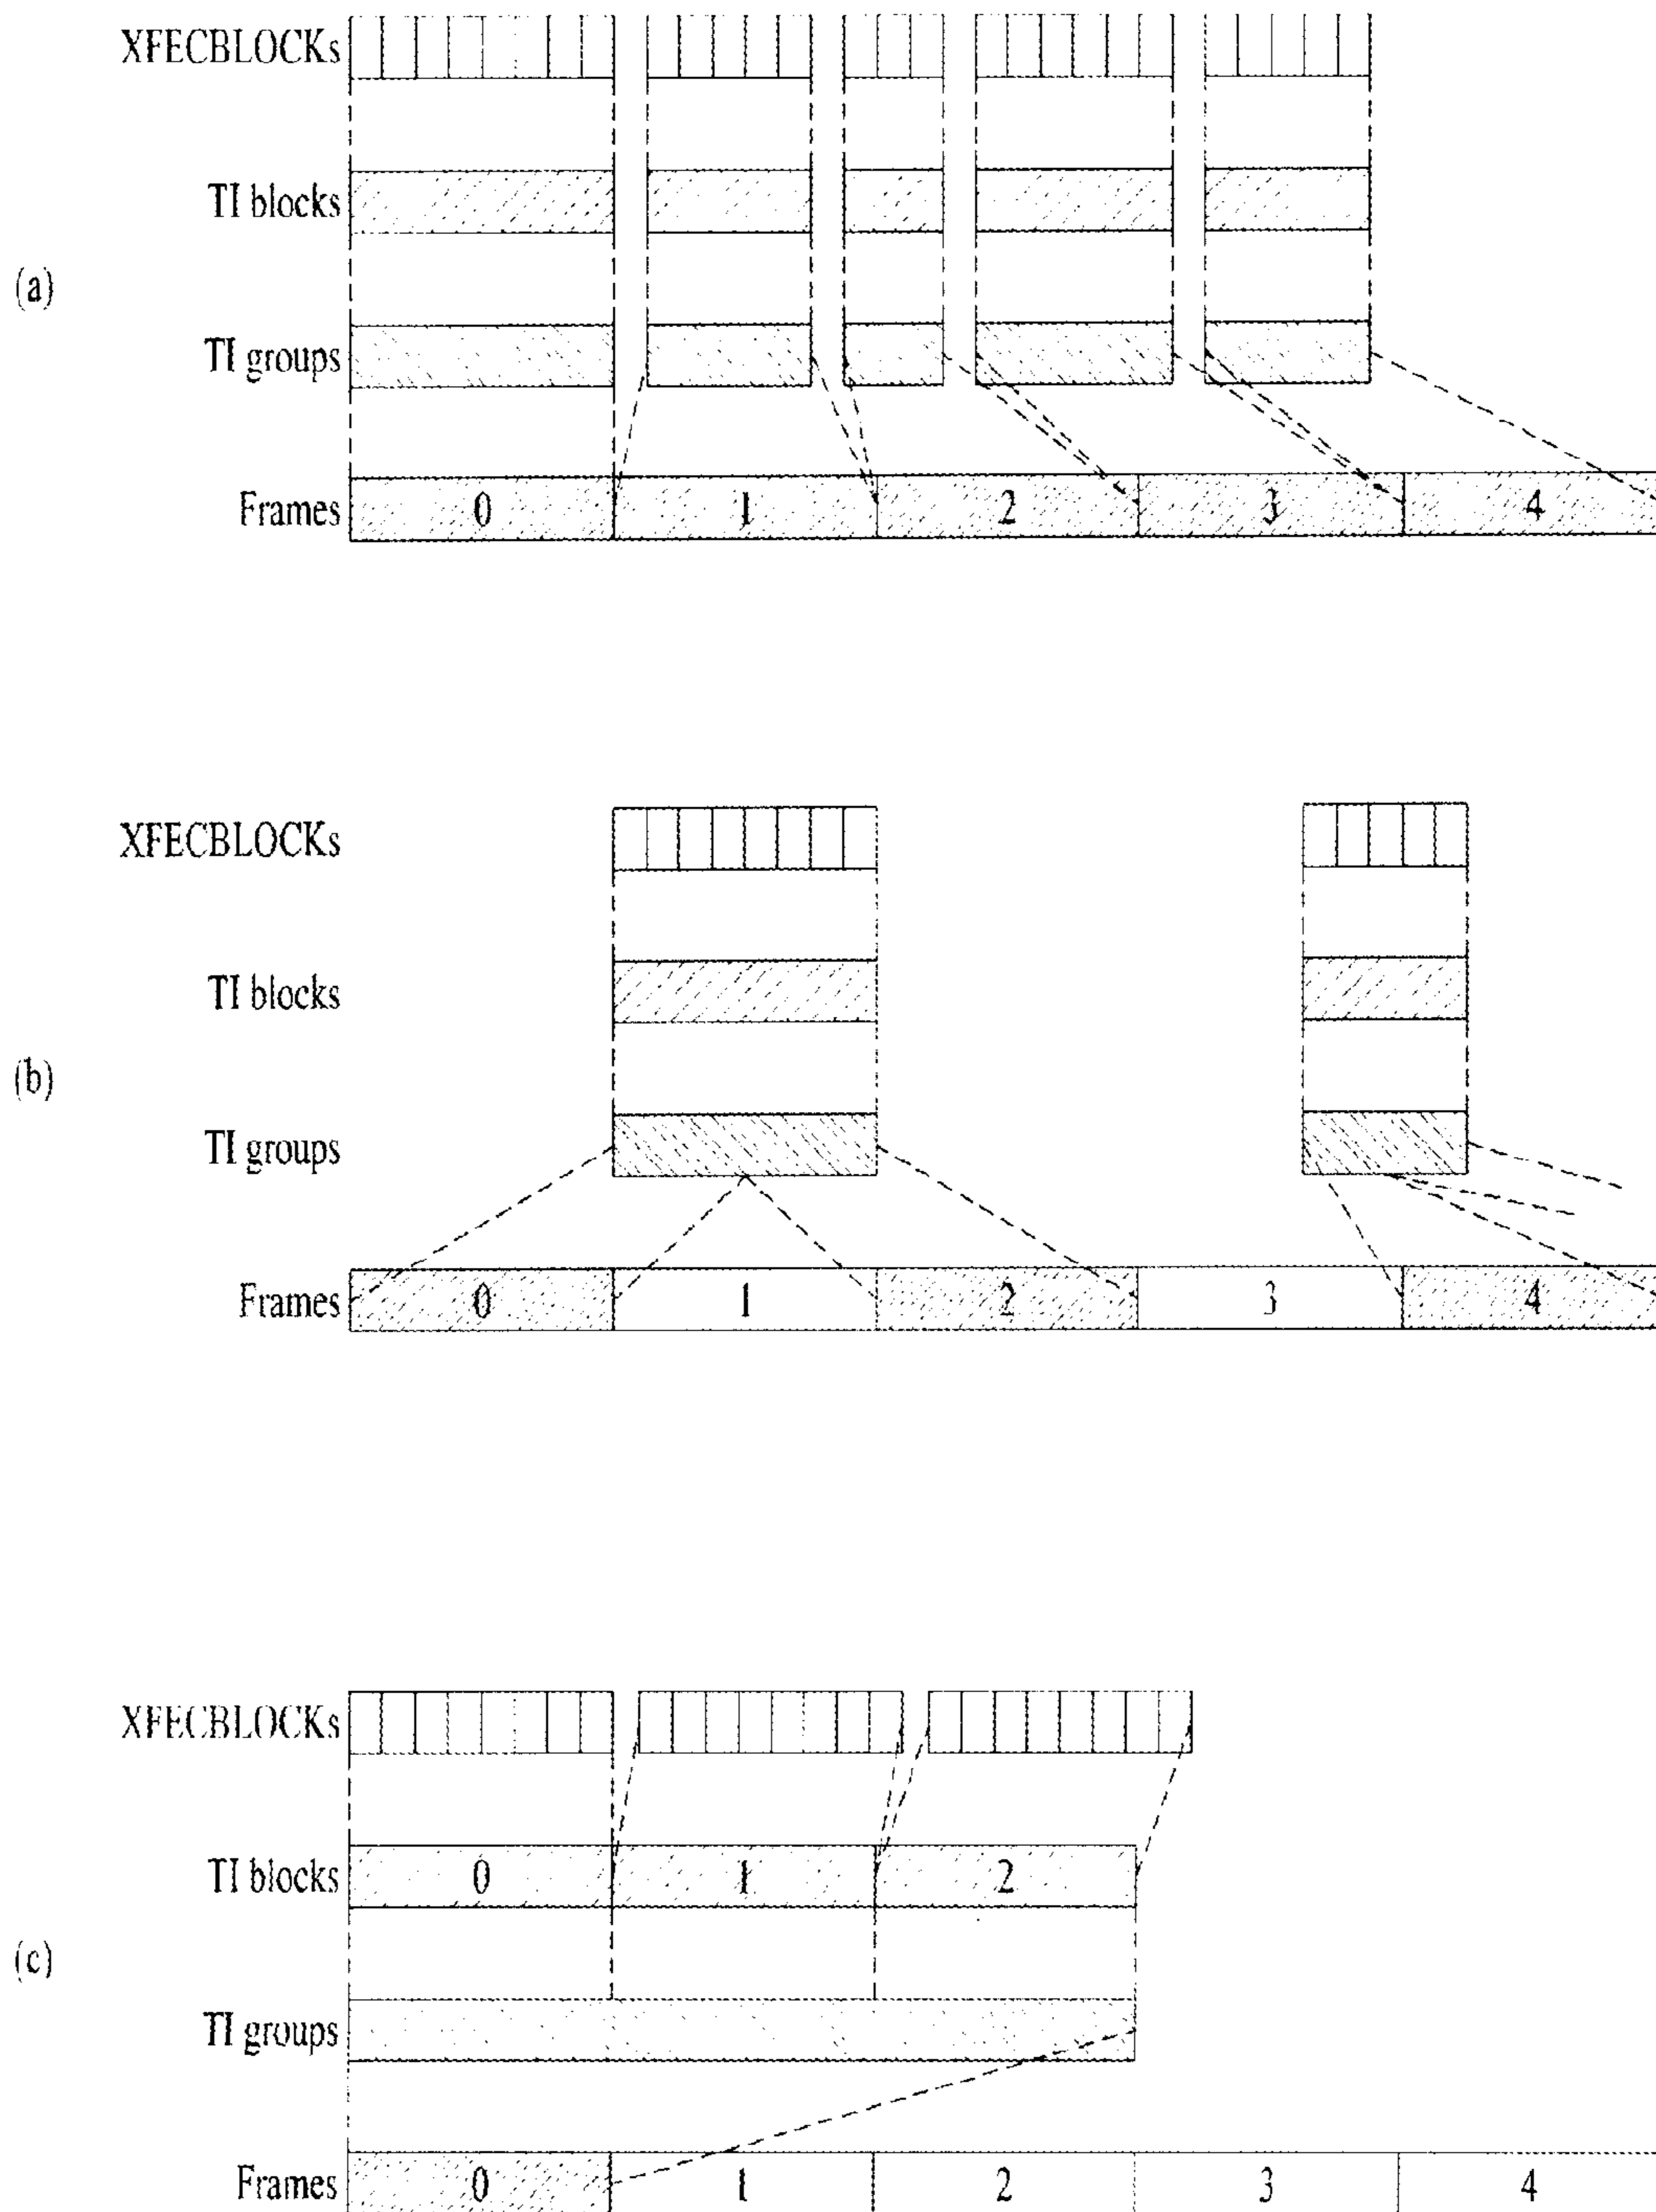 XFECBLOCKs
TI blocks
(a)
TI groups
Frames 0 1 2 3 4
XFECBLOCKs
TI blocks
(b)
TI groups
Frames 0 1 2 3 4
XFECBLOCKs
TI blocks 0 1 2
(c)
TI groups
Frames 0 1 2 3 4